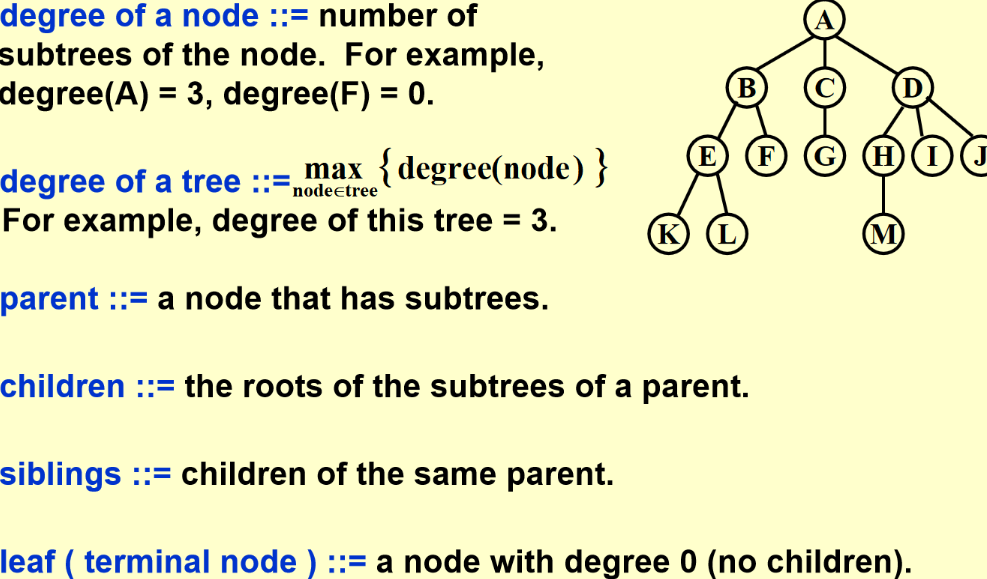 degree of a node ::= number of
subtrees of the node. For example,
degree(A) = 3, degree(F) = 0.
degree of a tree ::= max node∈tree { degree(node) }
For example, degree of this tree = 3.
parent ::= a node that has subtrees.
children ::= the roots of the subtrees of a parent.
siblings ::= children of the same parent.
leaf ( terminal node ) ::= a node with degree 0 (no children).
A
B C D
E F G H I J
K L M